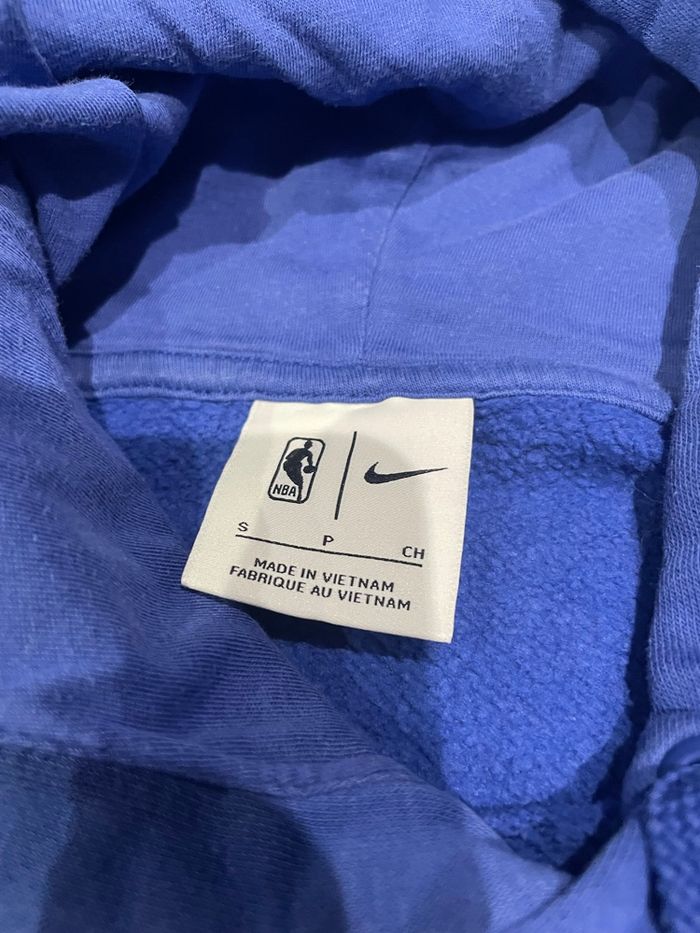 NBA
S P CH
MADE IN VIETNAM
FABRIQUE AU VIETNAM